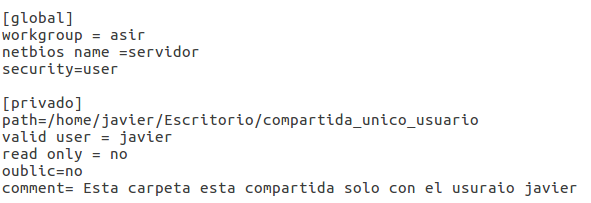 [global]
workgroup = asir
netbios name =servidor
security=user
[privado]
path=/home/javier/Escritorio/compartida_unico_usuario
valid user = javier
read only = no
oublic=no
comment= Esta carpeta esta compartida solo con el usuraio javier